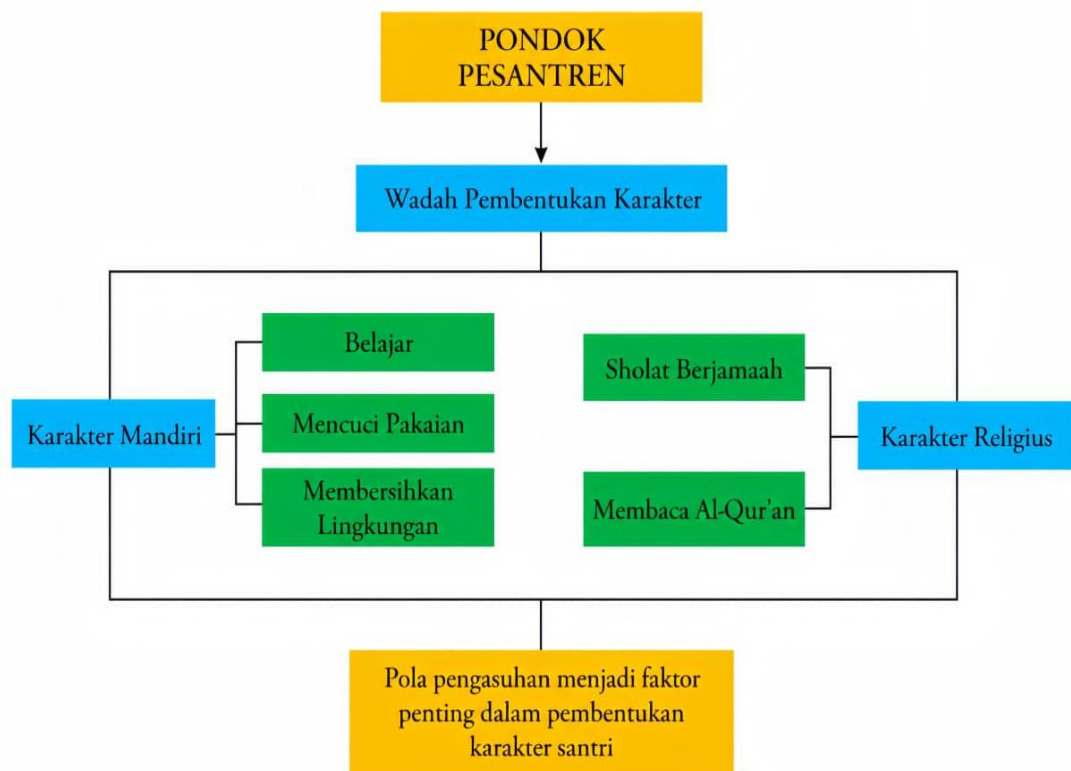 PONDOK
PESANTREN
Wadah Pembentukan Karakter
Belajar
Sholat Berjamaah
Karakter Mandiri
Mencuci Pakaian
Karakter Religius
Membersihkan
Lingkungan
Membaca Al-Qur'an
Pola pengasuhan menjadi faktor
penting dalam pembentukan
karakter santri